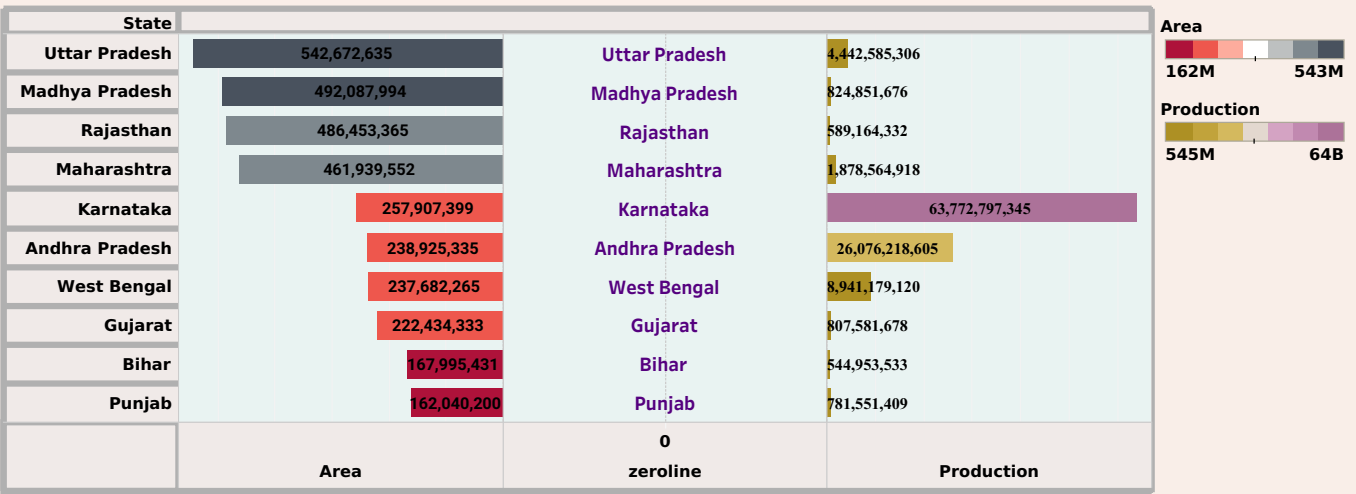 State
Uttar Pradesh 542,672,635 Uttar Pradesh 4,442,585,306
Madhya Pradesh 492,087,994 Madhya Pradesh 824,851,676
Rajasthan 486,453,365 Rajasthan 589,164,332
Maharashtra 461,939,552 Maharashtra 1,878,564,918
Karnataka 257,907,399 Karnataka 63,772,797,345
Andhra Pradesh 238,925,335 Andhra Pradesh 26,076,218,605
West Bengal 237,682,265 West Bengal 8,941,179,120
Gujarat 222,434,333 Gujarat 807,581,678
Bihar 167,995,431 Bihar 544,953,533
Punjab 162,040,200 Punjab 781,551,409
0
Area zeroline Production
Area
162M 543M
Production
545M 64B